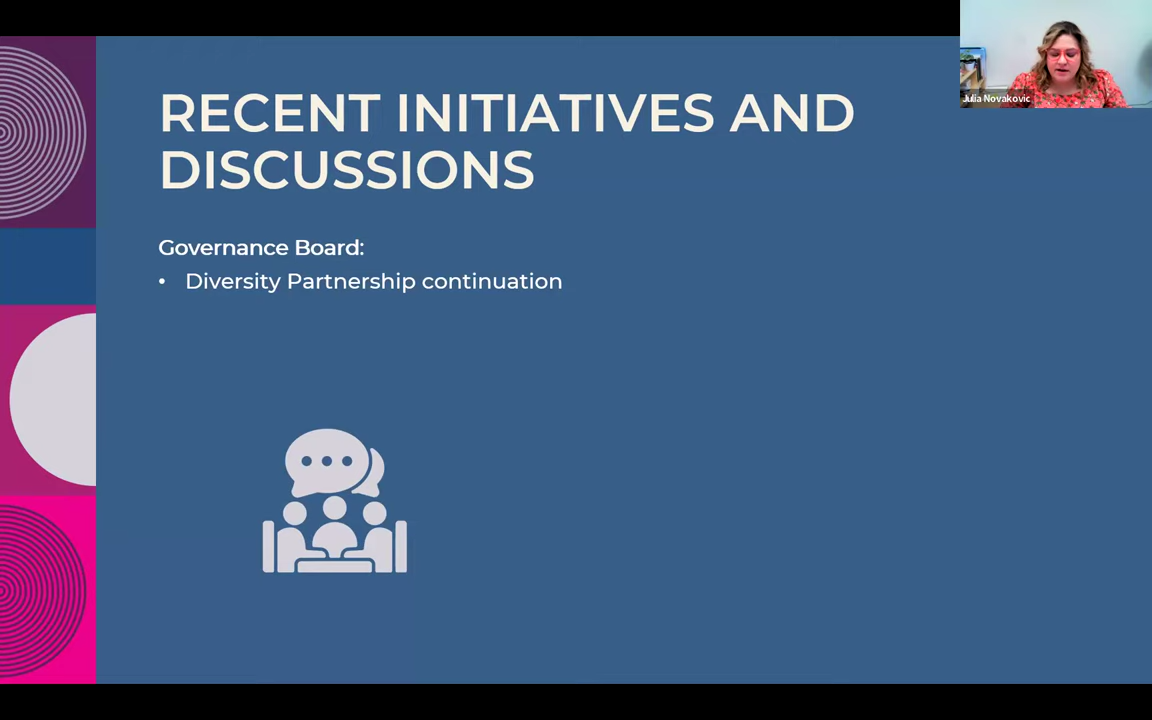 RECENT INITIATIVES AND
DISCUSSIONS
Governance Board:
• Diversity Partnership continuation
Julia Novakovic